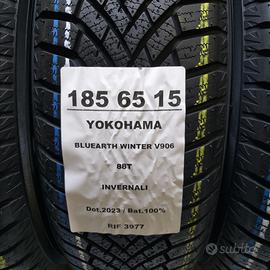 185 65 15
YOKOHAMA
BLUEARTH WINTER V906
88T
INVERNALI
Dot.2023 / Bat.100%
RIF 3977
subito